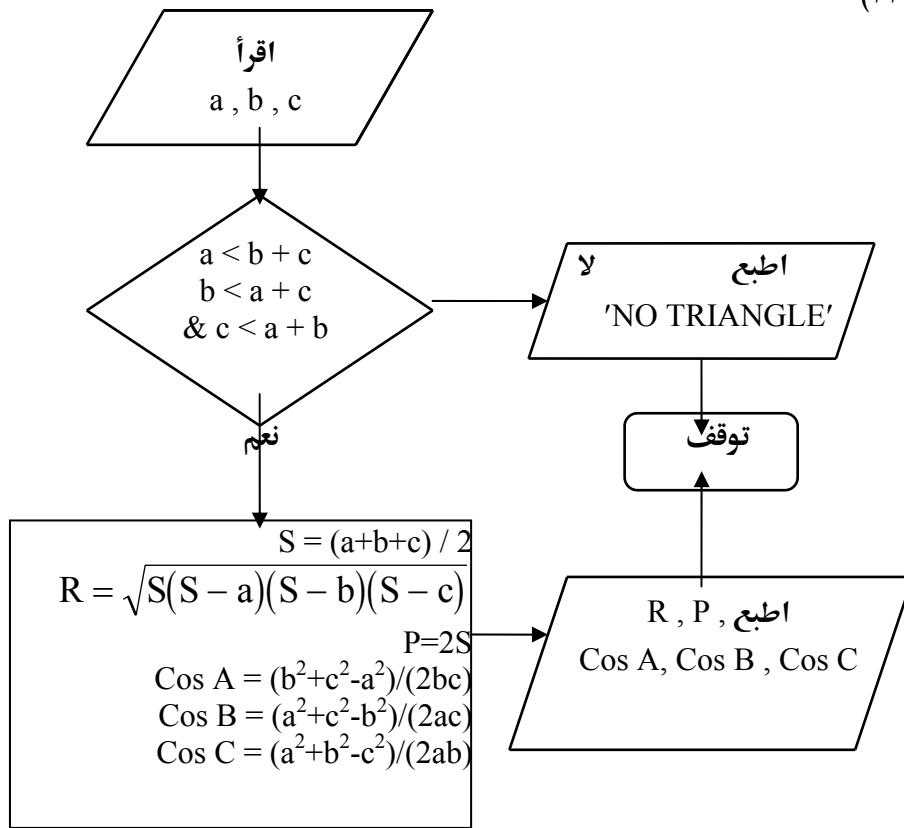 اقرأ
a , b , c
a < b + c
b < a + c
& c < a + b
لا اطبع
'NO TRIANGLE'
نعم
توقف
S = (a+b+c) / 2
R = √S(S − a)(S − b)(S − c)
P=2S
Cos A = (b²+c²-a²)/(2bc)
Cos B = (a²+c²-b²)/(2ac)
Cos C = (a²+b²-c²)/(2ab)
R , P , اطبع
Cos A, Cos B , Cos C